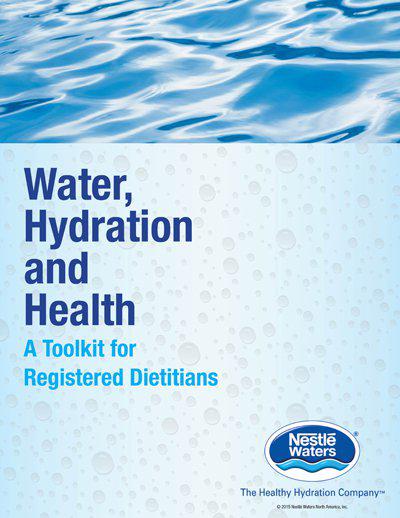 Water,
Hydration
and
Health
A Toolkit for
Registered Dietitians
Nestlé
Waters
®
The Healthy Hydration Company™
© 2015 Nestlé Waters North America, Inc.